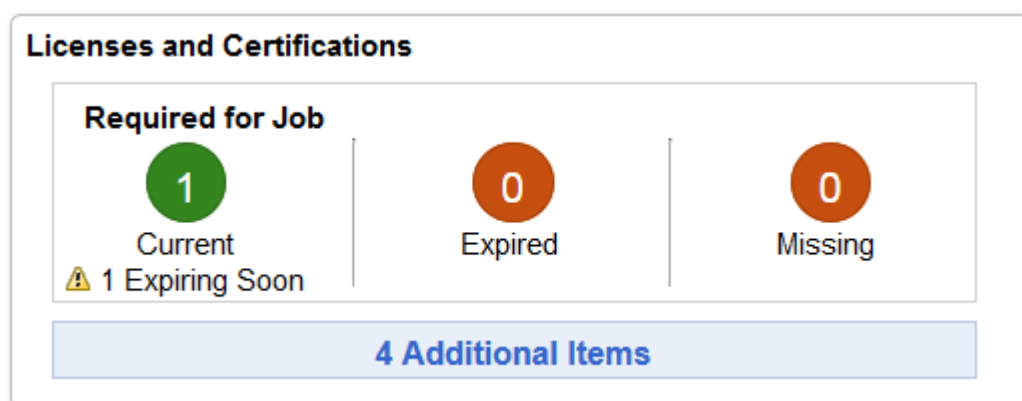 Licenses and Certifications
Required for Job
1
Current
1 Expiring Soon
0
Expired
0
Missing
4 Additional Items